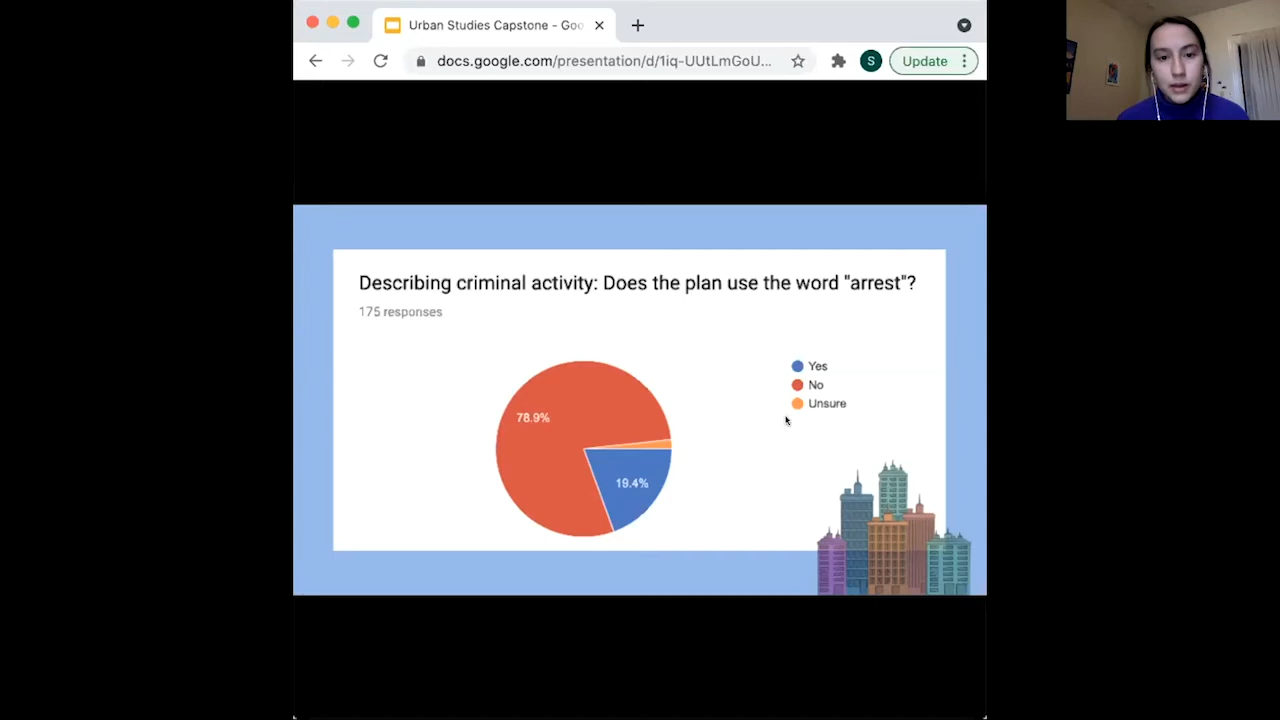 Urban Studies Capstone - Goo
docs.google.com/presentation/d/1iq-UUtLmGoU...
S
Update
Describing criminal activity: Does the plan use the word "arrest"?
175 responses
Yes
No
Unsure
78.9%
19.4%